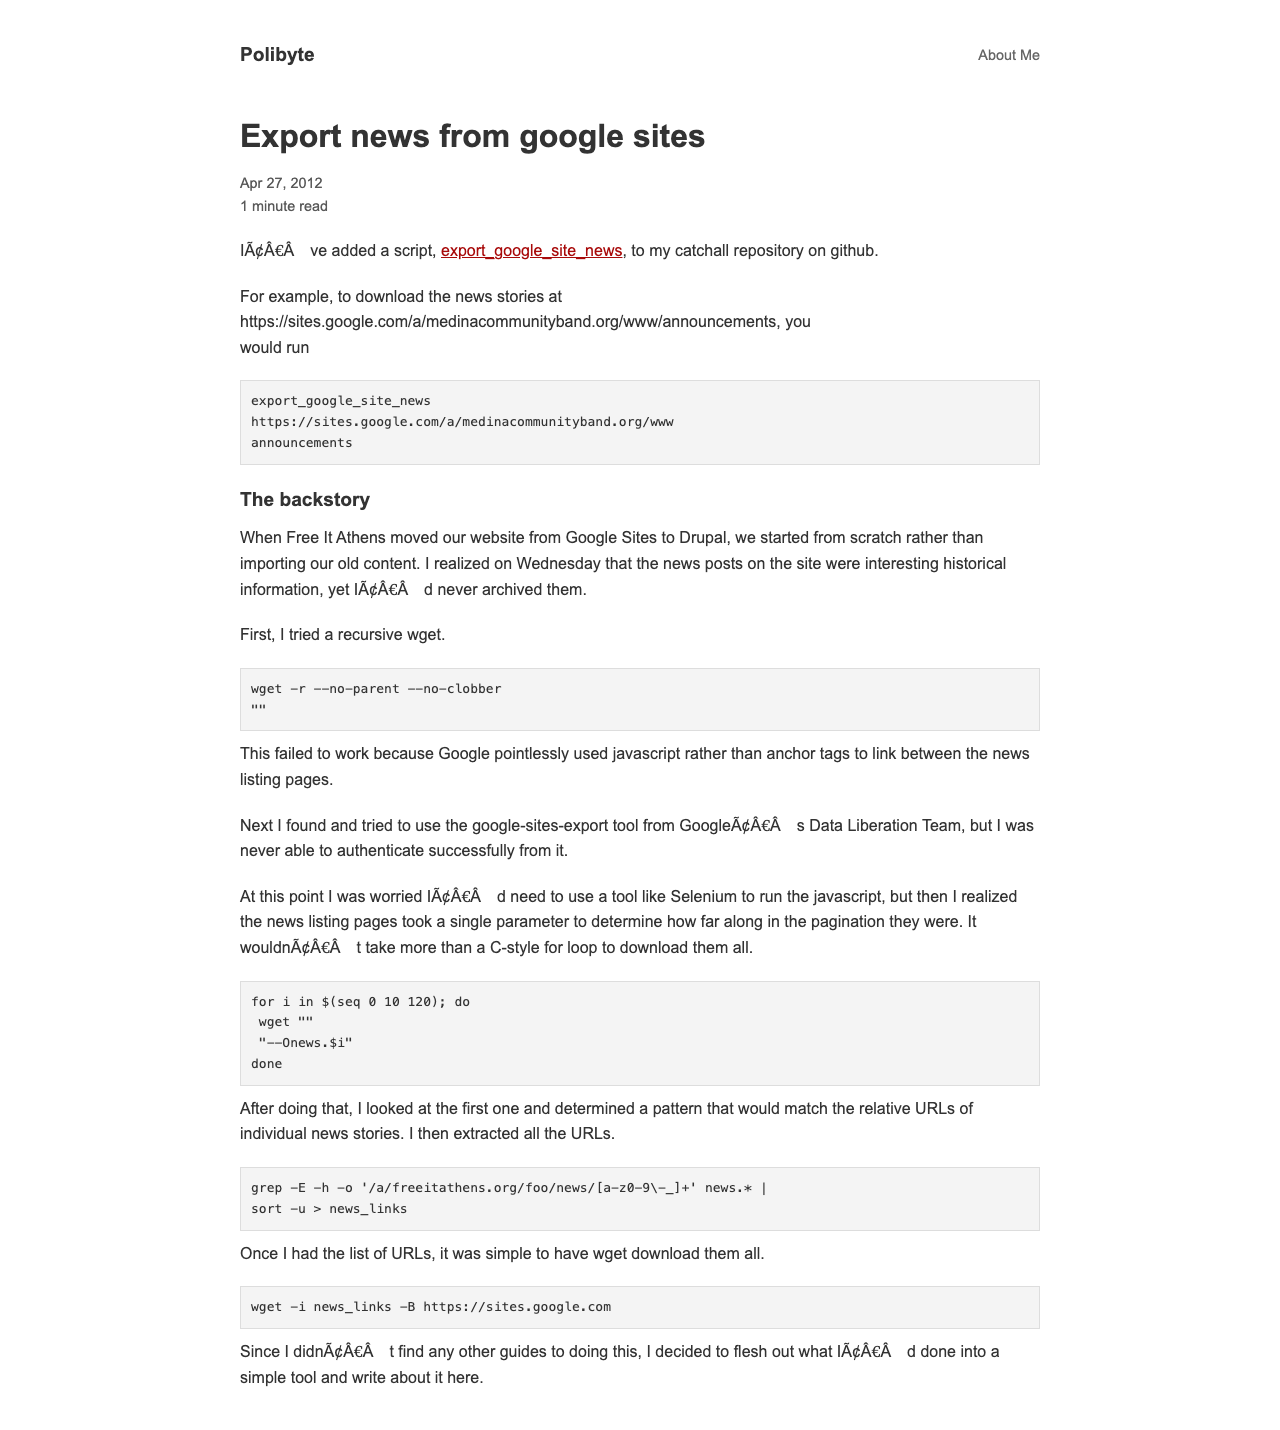 Polibyte
About Me
Export news from google sites
Apr 27, 2012
1 minute read
IÃ¢Â€Â ve added a script, export_google_site_news, to my catchall repository on github.
For example, to download the news stories at
https://sites.google.com/a/medinacommunityband.org/www/announcements, you
would run
export_google_site_news
https://sites.google.com/a/medinacommunityband.org/www
announcements
The backstory
When Free It Athens moved our website from Google Sites to Drupal, we started from scratch rather than
importing our old content. I realized on Wednesday that the news posts on the site were interesting historical
information, yet IÃ¢Â€Â d never archived them.
First, I tried a recursive wget.
wget -r --no-parent --no-clobber
""
This failed to work because Google pointlessly used javascript rather than anchor tags to link between the news
listing pages.
Next I found and tried to use the google-sites-export tool from GoogleÃ¢Â€Â s Data Liberation Team, but I was
never able to authenticate successfully from it.
At this point I was worried IÃ¢Â€Â d need to use a tool like Selenium to run the javascript, but then I realized
the news listing pages took a single parameter to determine how far along in the pagination they were. It
wouldnÃ¢Â€Â t take more than a C-style for loop to download them all.
for i in $(seq 0 10 120); do
 wget ""
 "--Onews.$i"
done
After doing that, I looked at the first one and determined a pattern that would match the relative URLs of
individual news stories. I then extracted all the URLs.
grep -E -h -o '/a/freeitathens.org/foo/news/[a-z0-9\-_]+' news.* |
sort -u > news_links
Once I had the list of URLs, it was simple to have wget download them all.
wget -i news_links -B https://sites.google.com
Since I didnÃ¢Â€Â t find any other guides to doing this, I decided to flesh out what IÃ¢Â€Â d done into a
simple tool and write about it here.